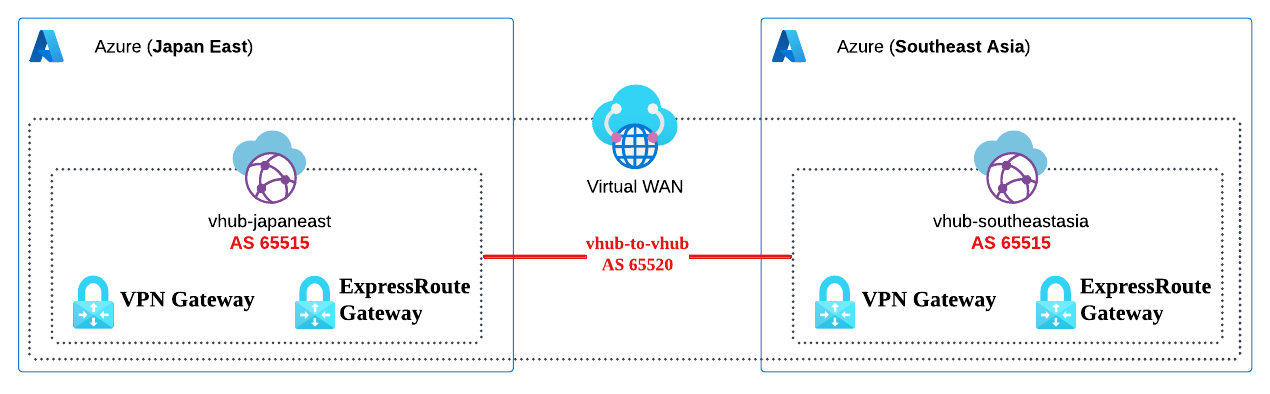 Azure (Japan East)
Azure (Southeast Asia)
Virtual WAN
vhub-japaneast
AS 65515
vhub-to-vhub
AS 65520
vhub-southeastasia
AS 65515
VPN Gateway
ExpressRoute
Gateway
VPN Gateway
ExpressRoute
Gateway